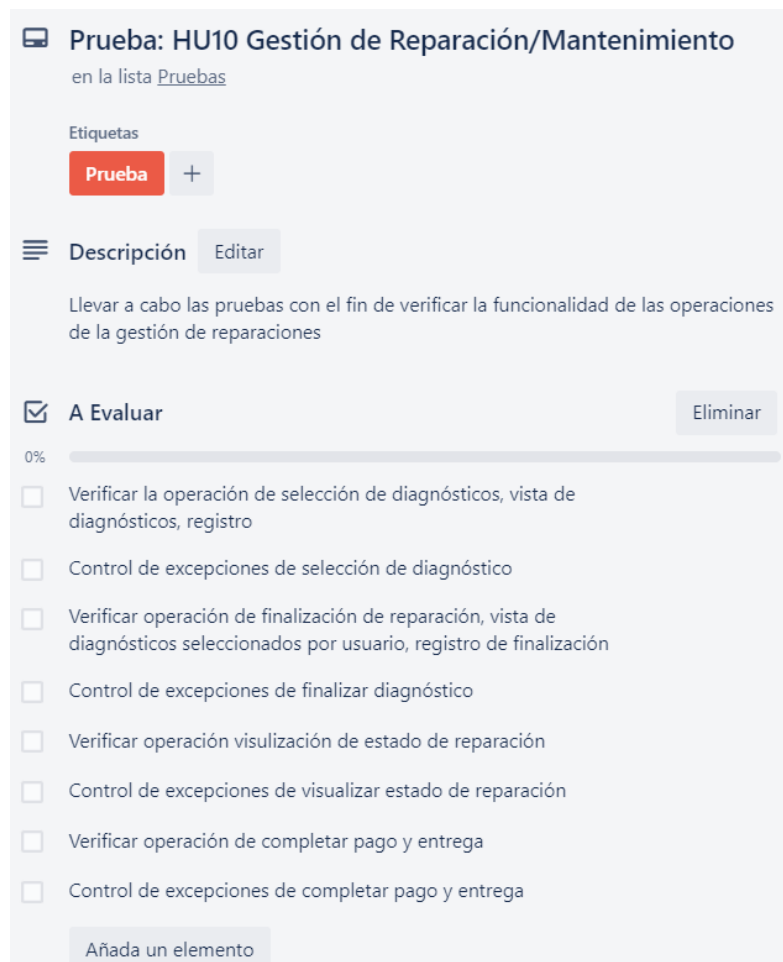 Prueba: HU10 Gestión de Reparación/Mantenimiento
en la lista Pruebas
Etiquetas
Prueba +
Descripción Editar
Llevar a cabo las pruebas con el fin de verificar la funcionalidad de las operaciones
de la gestión de reparaciones
A Evaluar Eliminar
0%
Verificar la operación de selección de diagnósticos, vista de
diagnósticos, registro
Control de excepciones de selección de diagnóstico
Verificar operación de finalización de reparación, vista de
diagnósticos seleccionados por usuario, registro de finalización
Control de excepciones de finalizar diagnóstico
Verificar operación visulización de estado de reparación
Control de excepciones de visualizar estado de reparación
Verificar operación de completar pago y entrega
Control de excepciones de completar pago y entrega
Añada un elemento